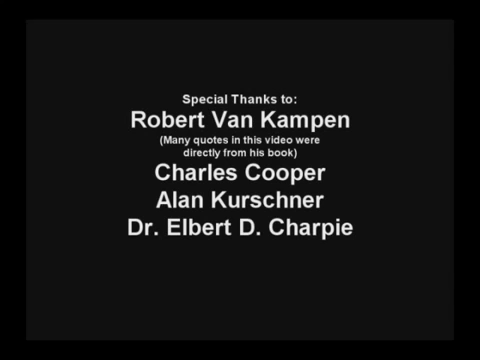 Special Thanks to:
Robert Van Kampen
(Many quotes in this video were
directly from his book)
Charles Cooper
Alan Kurschner
Dr. Elbert D. Charpie